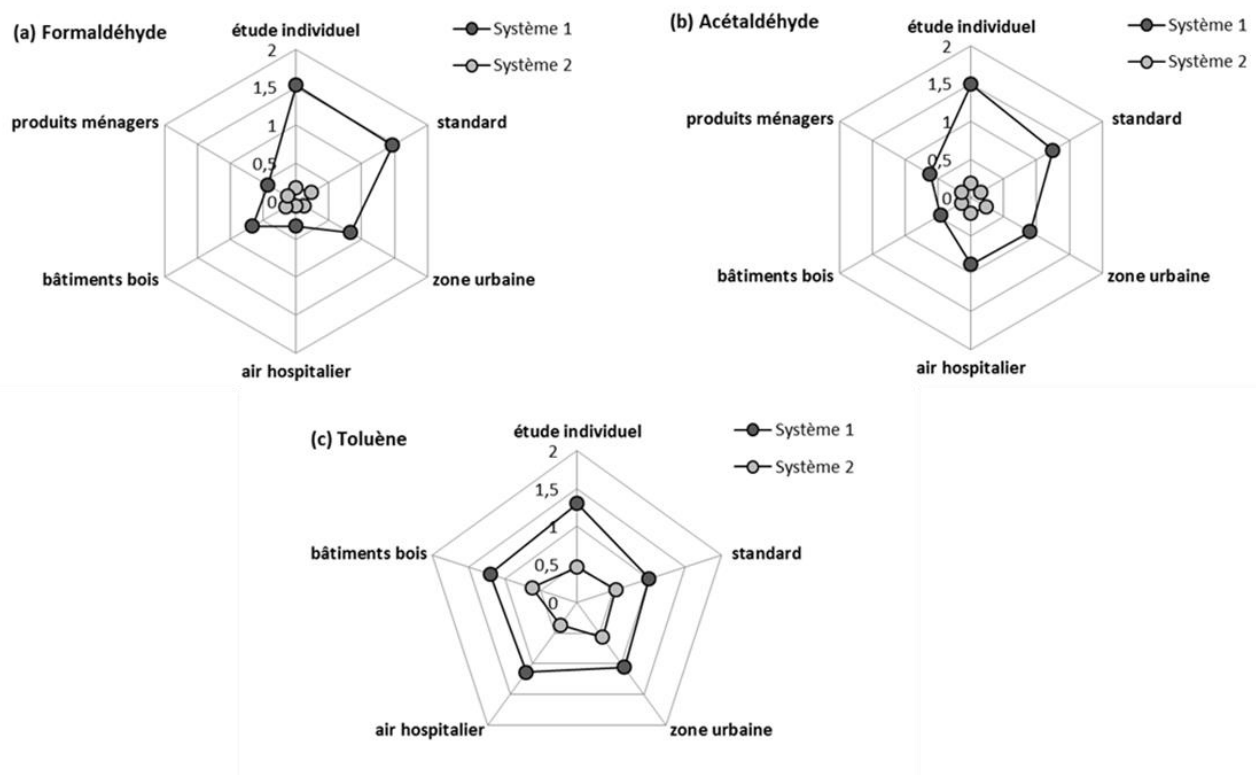 (a) Formaldéhyde
étude individuel
Système 1
Système 2
2
1,5
1
0,5
0
produits ménagers
standard
bâtiments bois
zone urbaine
air hospitalier
(b) Acétaldéhyde
étude individuel
Système 1
Système 2
2
1,5
1
0,5
0
produits ménagers
standard
bâtiments bois
zone urbaine
air hospitalier
(c) Toluène
étude individuel
Système 1
Système 2
2
1,5
1
0,5
0
bâtiments bois
standard
air hospitalier
zone urbaine